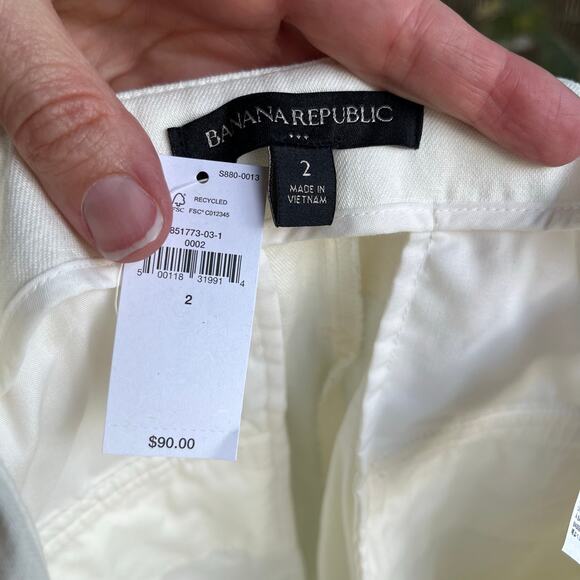 BANANA REPUBLIC
2
MADE IN
VIETNAM
S880-0013
RECYCLED
FSC® C012345
FSC
851773-03-1
0002
5 00118 31991 4
2
$90.00